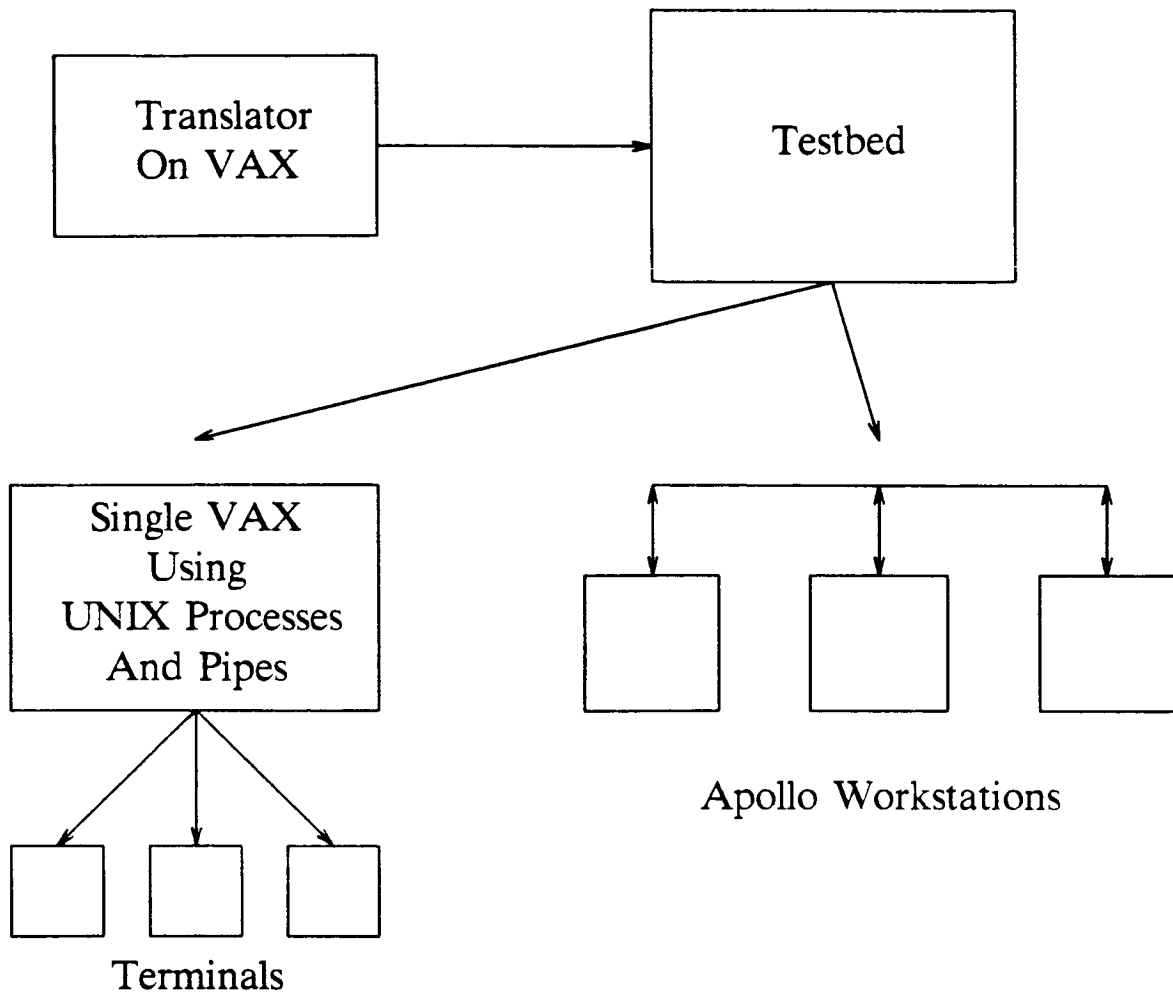 Translator
On VAX
Testbed
Single VAX
Using
UNIX Processes
And Pipes
Apollo Workstations
Terminals